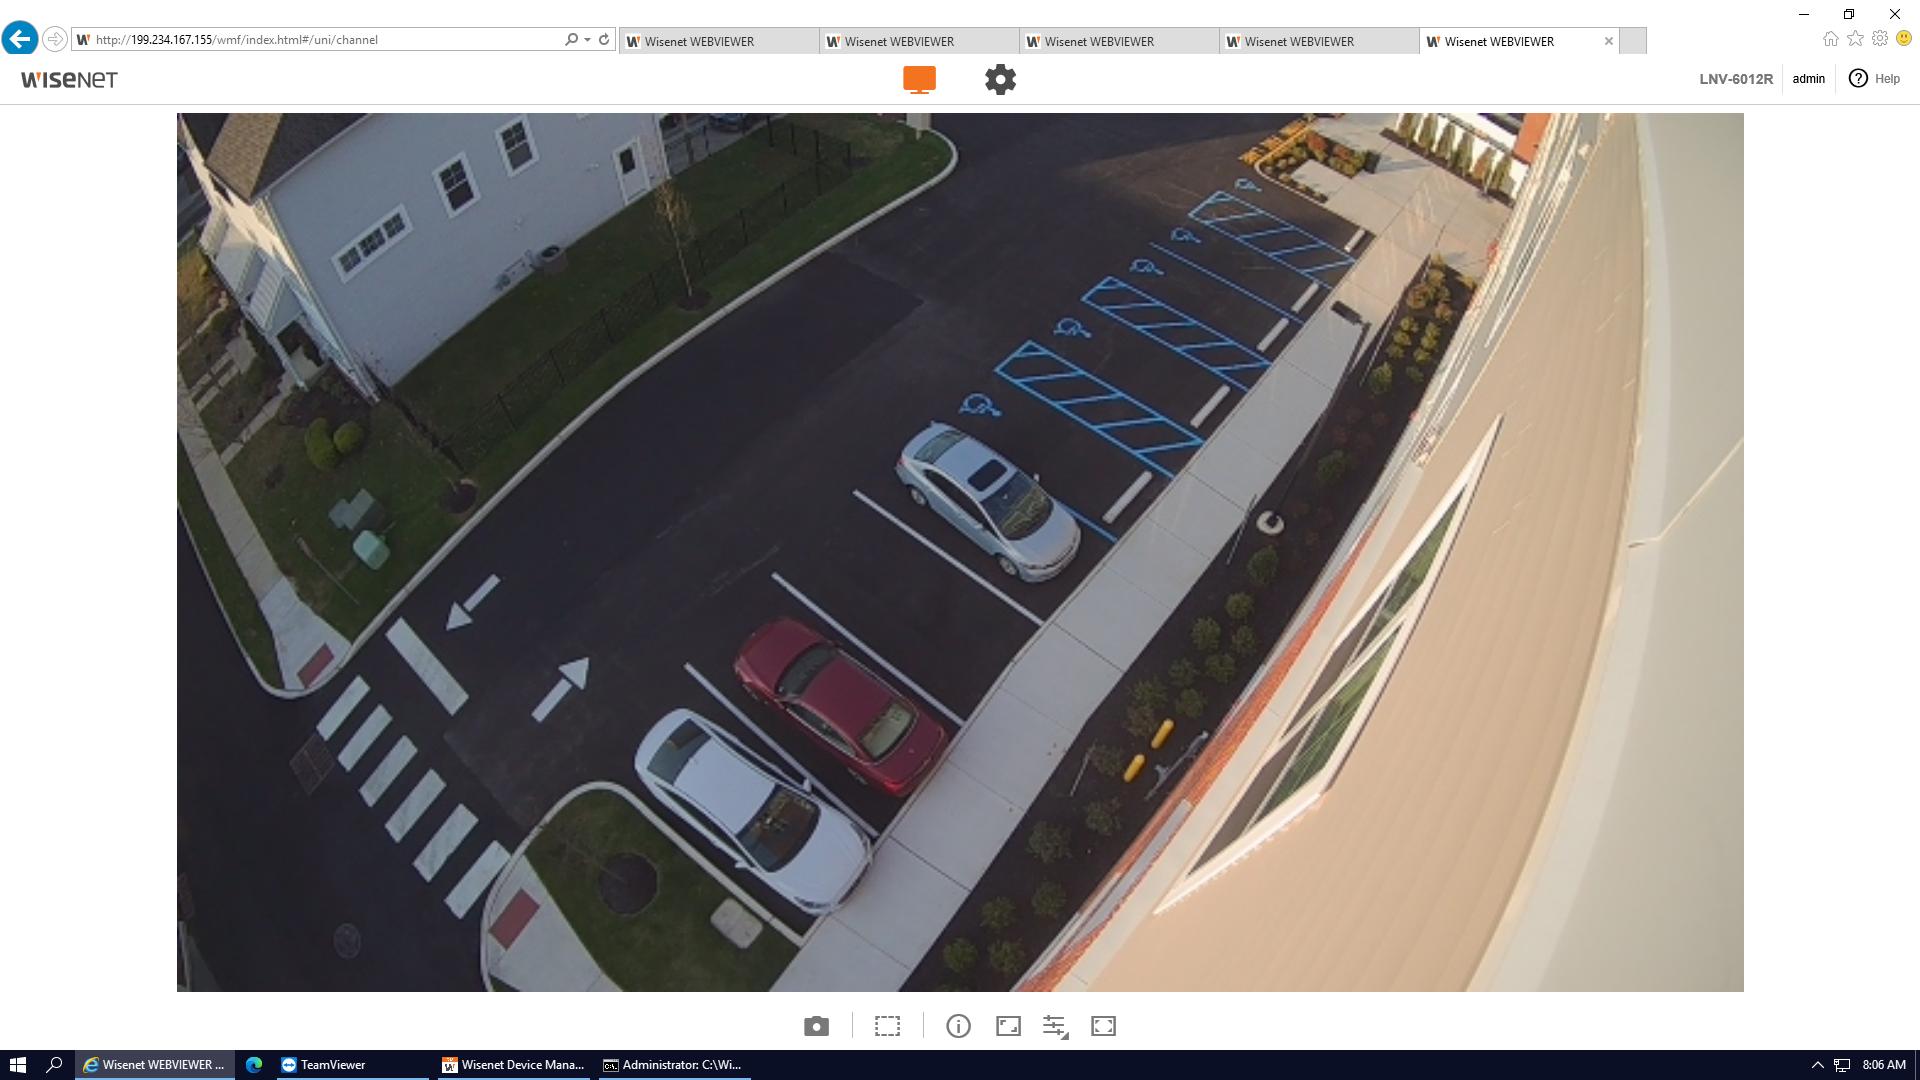 http://199.234.167.155/wmf/index.html#/uni/channel
Wisenet WEBVIEWER
Wisenet WEBVIEWER
Wisenet WEBVIEWER
Wisenet WEBVIEWER
Wisenet WEBVIEWER
WISENET
LNV-6012R
admin
Help
Wisenet WEBVIEWER ...
TeamViewer
Wisenet Device Mana...
Administrator: C:\Wi...
8:06 AM